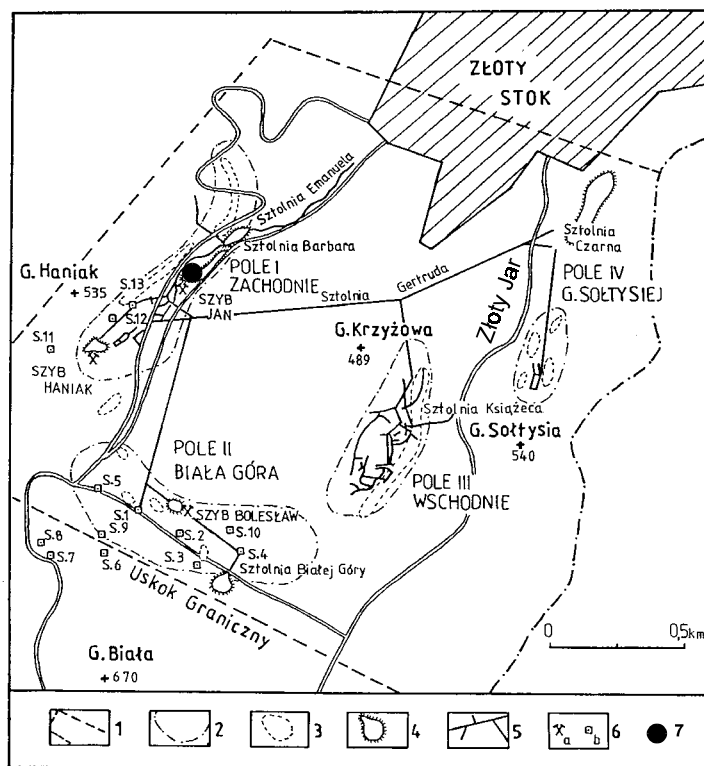 ZŁOTY
STOK
Sztolnia Emanuela
Sztolnia
Czarna
Sztolnia Barbara
G. Haniak
+ 535
S.13
POLE I
ZACHODNIE
Gertruda
Złoty Jar
POLE IV
G. SOŁTYSIEJ
SZYB
JAN
Sztolnia
S.12
S.11
G. Krzyżowa
+
489
SZYB
HANIAK
Sztolnia Książęca
G. Sołtysia
+
540
POLE II
BIAŁA GÓRA
POLE III
WSCHODNIE
S.5
S.1
SZYB BOLESŁAW
S.8
S.9
S.2
S.10
S.7
S.6
S.3
S.4
Sztolnia Białej Góry
Uskok Graniczny
0 0,5km
G. Biała
+ 670
1 2 3 4 5 a b 6 7